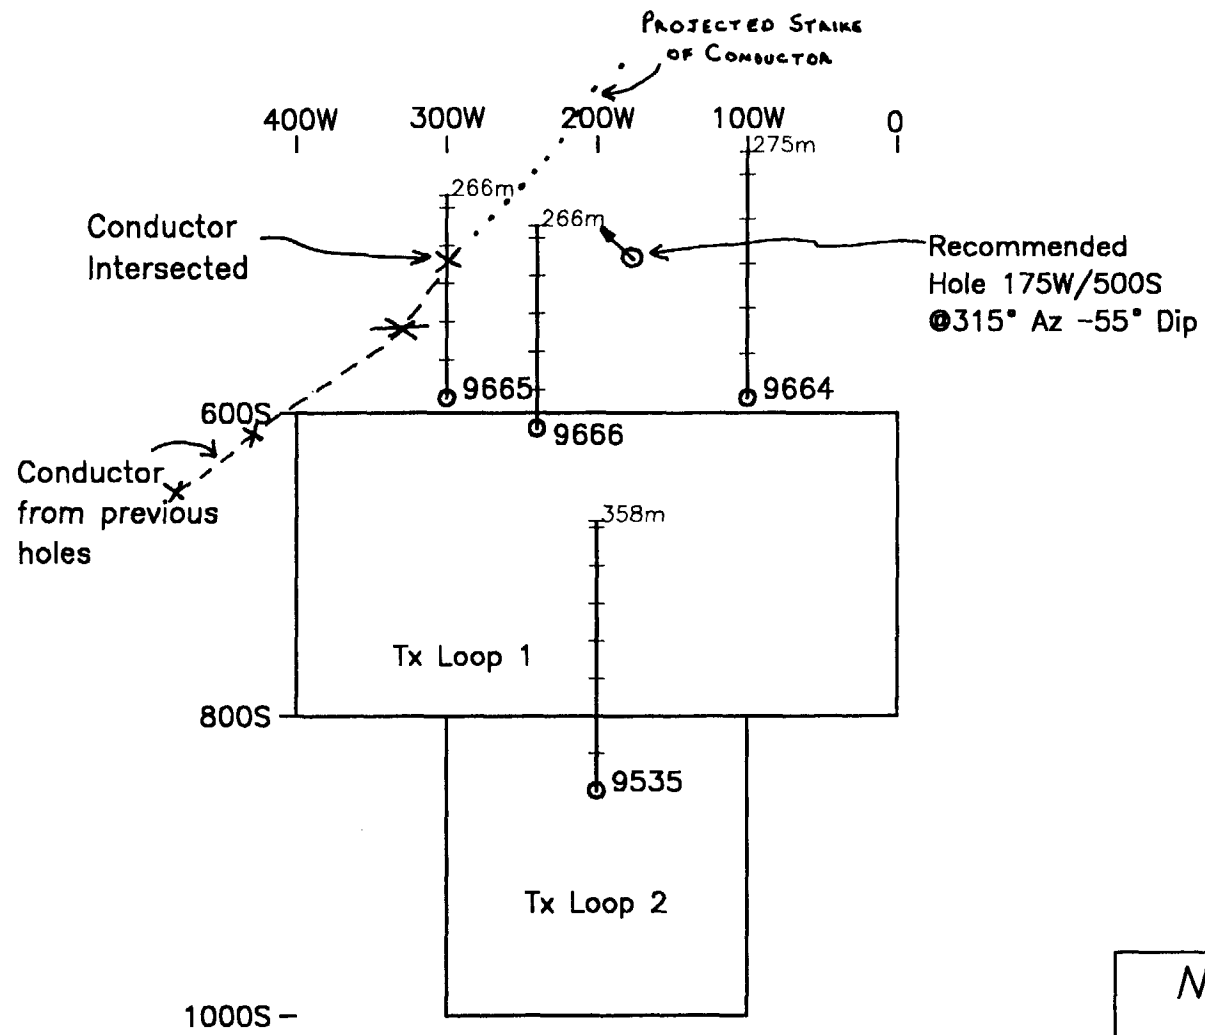 PROJECTED STRIKE
OF CONDUCTOR
400W 300W 200W 100W 0
275m
266m
266m
Conductor
Intersected
Recommended
Hole 175W/500S
@315° Az -55° Dip
9665
9664
600S
9666
Conductor
from previous
holes
358m
Tx Loop 1
800S
9535
Tx Loop 2
1000S
N